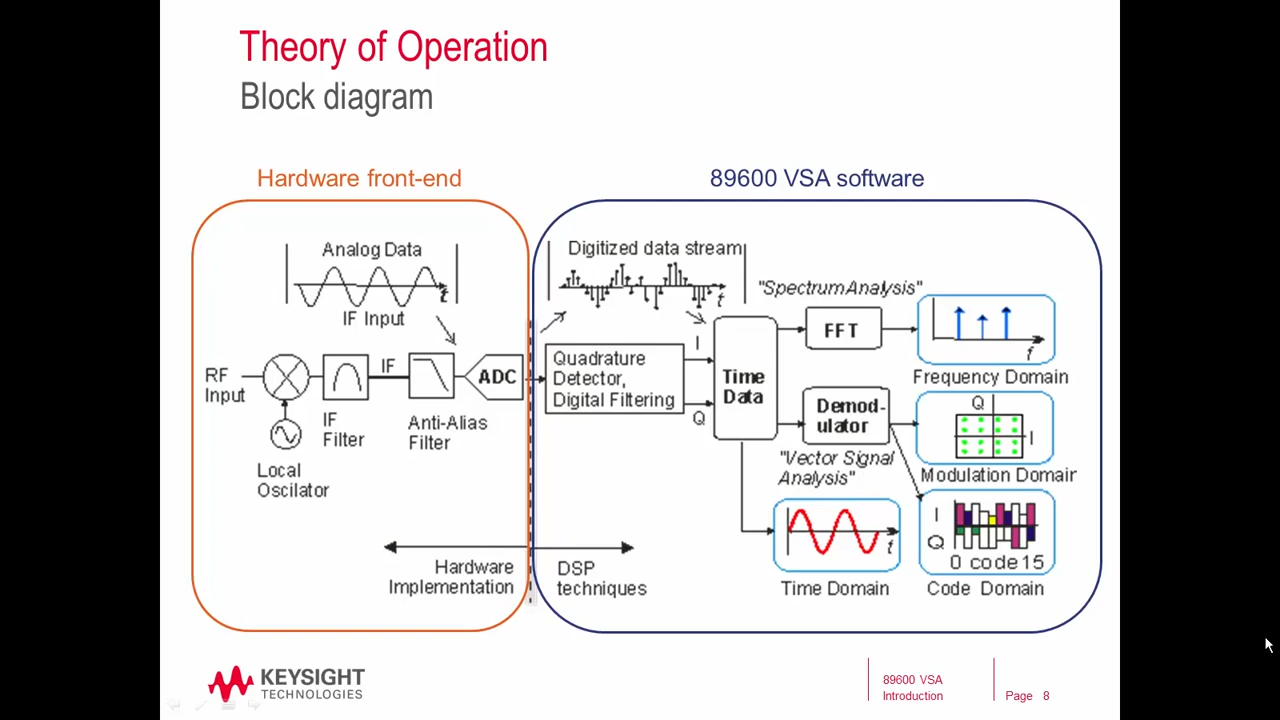 Theory of Operation
Block diagram
Hardware front-end
89600 VSA software
Analog Data
t
IF Input
RF
Input
IF
ADC
IF
Filter
Anti-Alias
Filter
Local
Oscilator
Hardware
Implementation
Digitized data stream
t
Quadrature
Detector,
Digital Filtering
I
Q
Time
Data
"Spectrum Analysis"
FFT
f
Frequency Domain
Demod-
ulator
"Vector Signal
Analysis"
Q
I
Modulation Domair
t
Time Domain
I
Q
0 code 15
Code Domain
DSP
techniques
KEYSIGHT
TECHNOLOGIES
89600 VSA
Introduction
Page 8